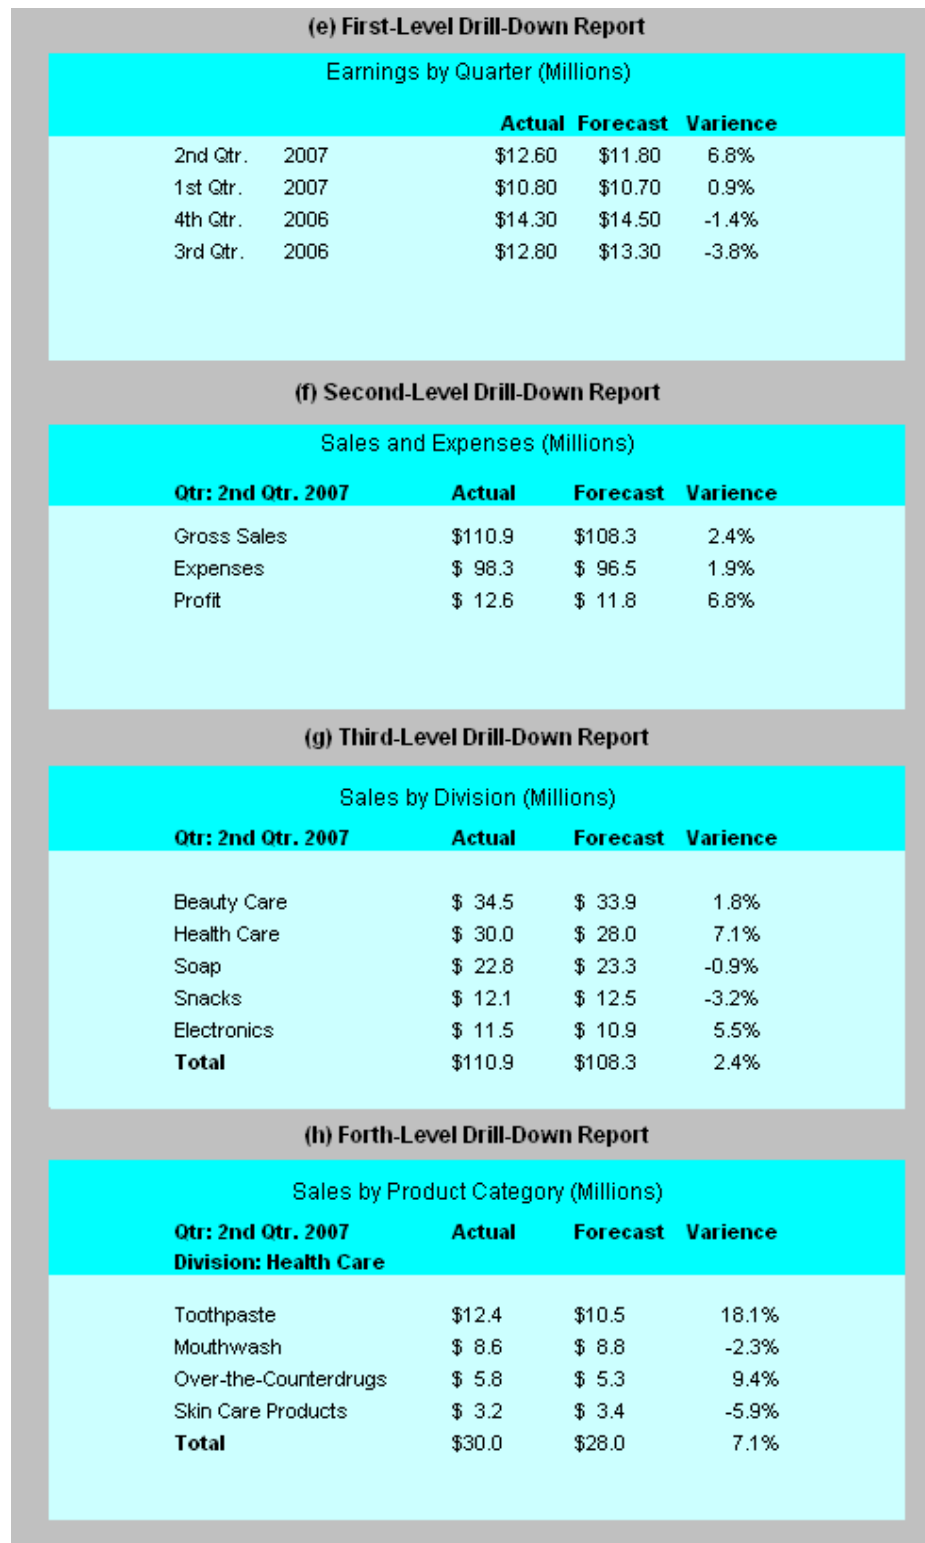 (e) First-Level Drill-Down Report
Earnings by Quarter (Millions)
Actual Forecast Varience
2nd Qtr. 2007 $12.60 $11.80 6.8%
1st Qtr. 2007 $10.80 $10.70 0.9%
4th Qtr. 2006 $14.30 $14.50 -1.4%
3rd Qtr. 2006 $12.80 $13.30 -3.8%
(f) Second-Level Drill-Down Report
Sales and Expenses (Millions)
Qtr: 2nd Qtr. 2007 Actual Forecast Varience
Gross Sales $110.9 $108.3 2.4%
Expenses $ 98.3 $ 96.5 1.9%
Profit $ 12.6 $ 11.8 6.8%
(g) Third-Level Drill-Down Report
Sales by Division (Millions)
Qtr: 2nd Qtr. 2007 Actual Forecast Varience
Beauty Care $ 34.5 $ 33.9 1.8%
Health Care $ 30.0 $ 28.0 7.1%
Soap $ 22.8 $ 23.3 -0.9%
Snacks $ 12.1 $ 12.5 -3.2%
Electronics $ 11.5 $ 10.9 5.5%
Total $110.9 $108.3 2.4%
(h) Forth-Level Drill-Down Report
Sales by Product Category (Millions)
Qtr: 2nd Qtr. 2007 Actual Forecast Varience
Division: Health Care
Toothpaste $12.4 $10.5 18.1%
Mouthwash $ 8.6 $ 8.8 -2.3%
Over-the-Counterdrugs $ 5.8 $ 5.3 9.4%
Skin Care Products $ 3.2 $ 3.4 -5.9%
Total $30.0 $28.0 7.1%